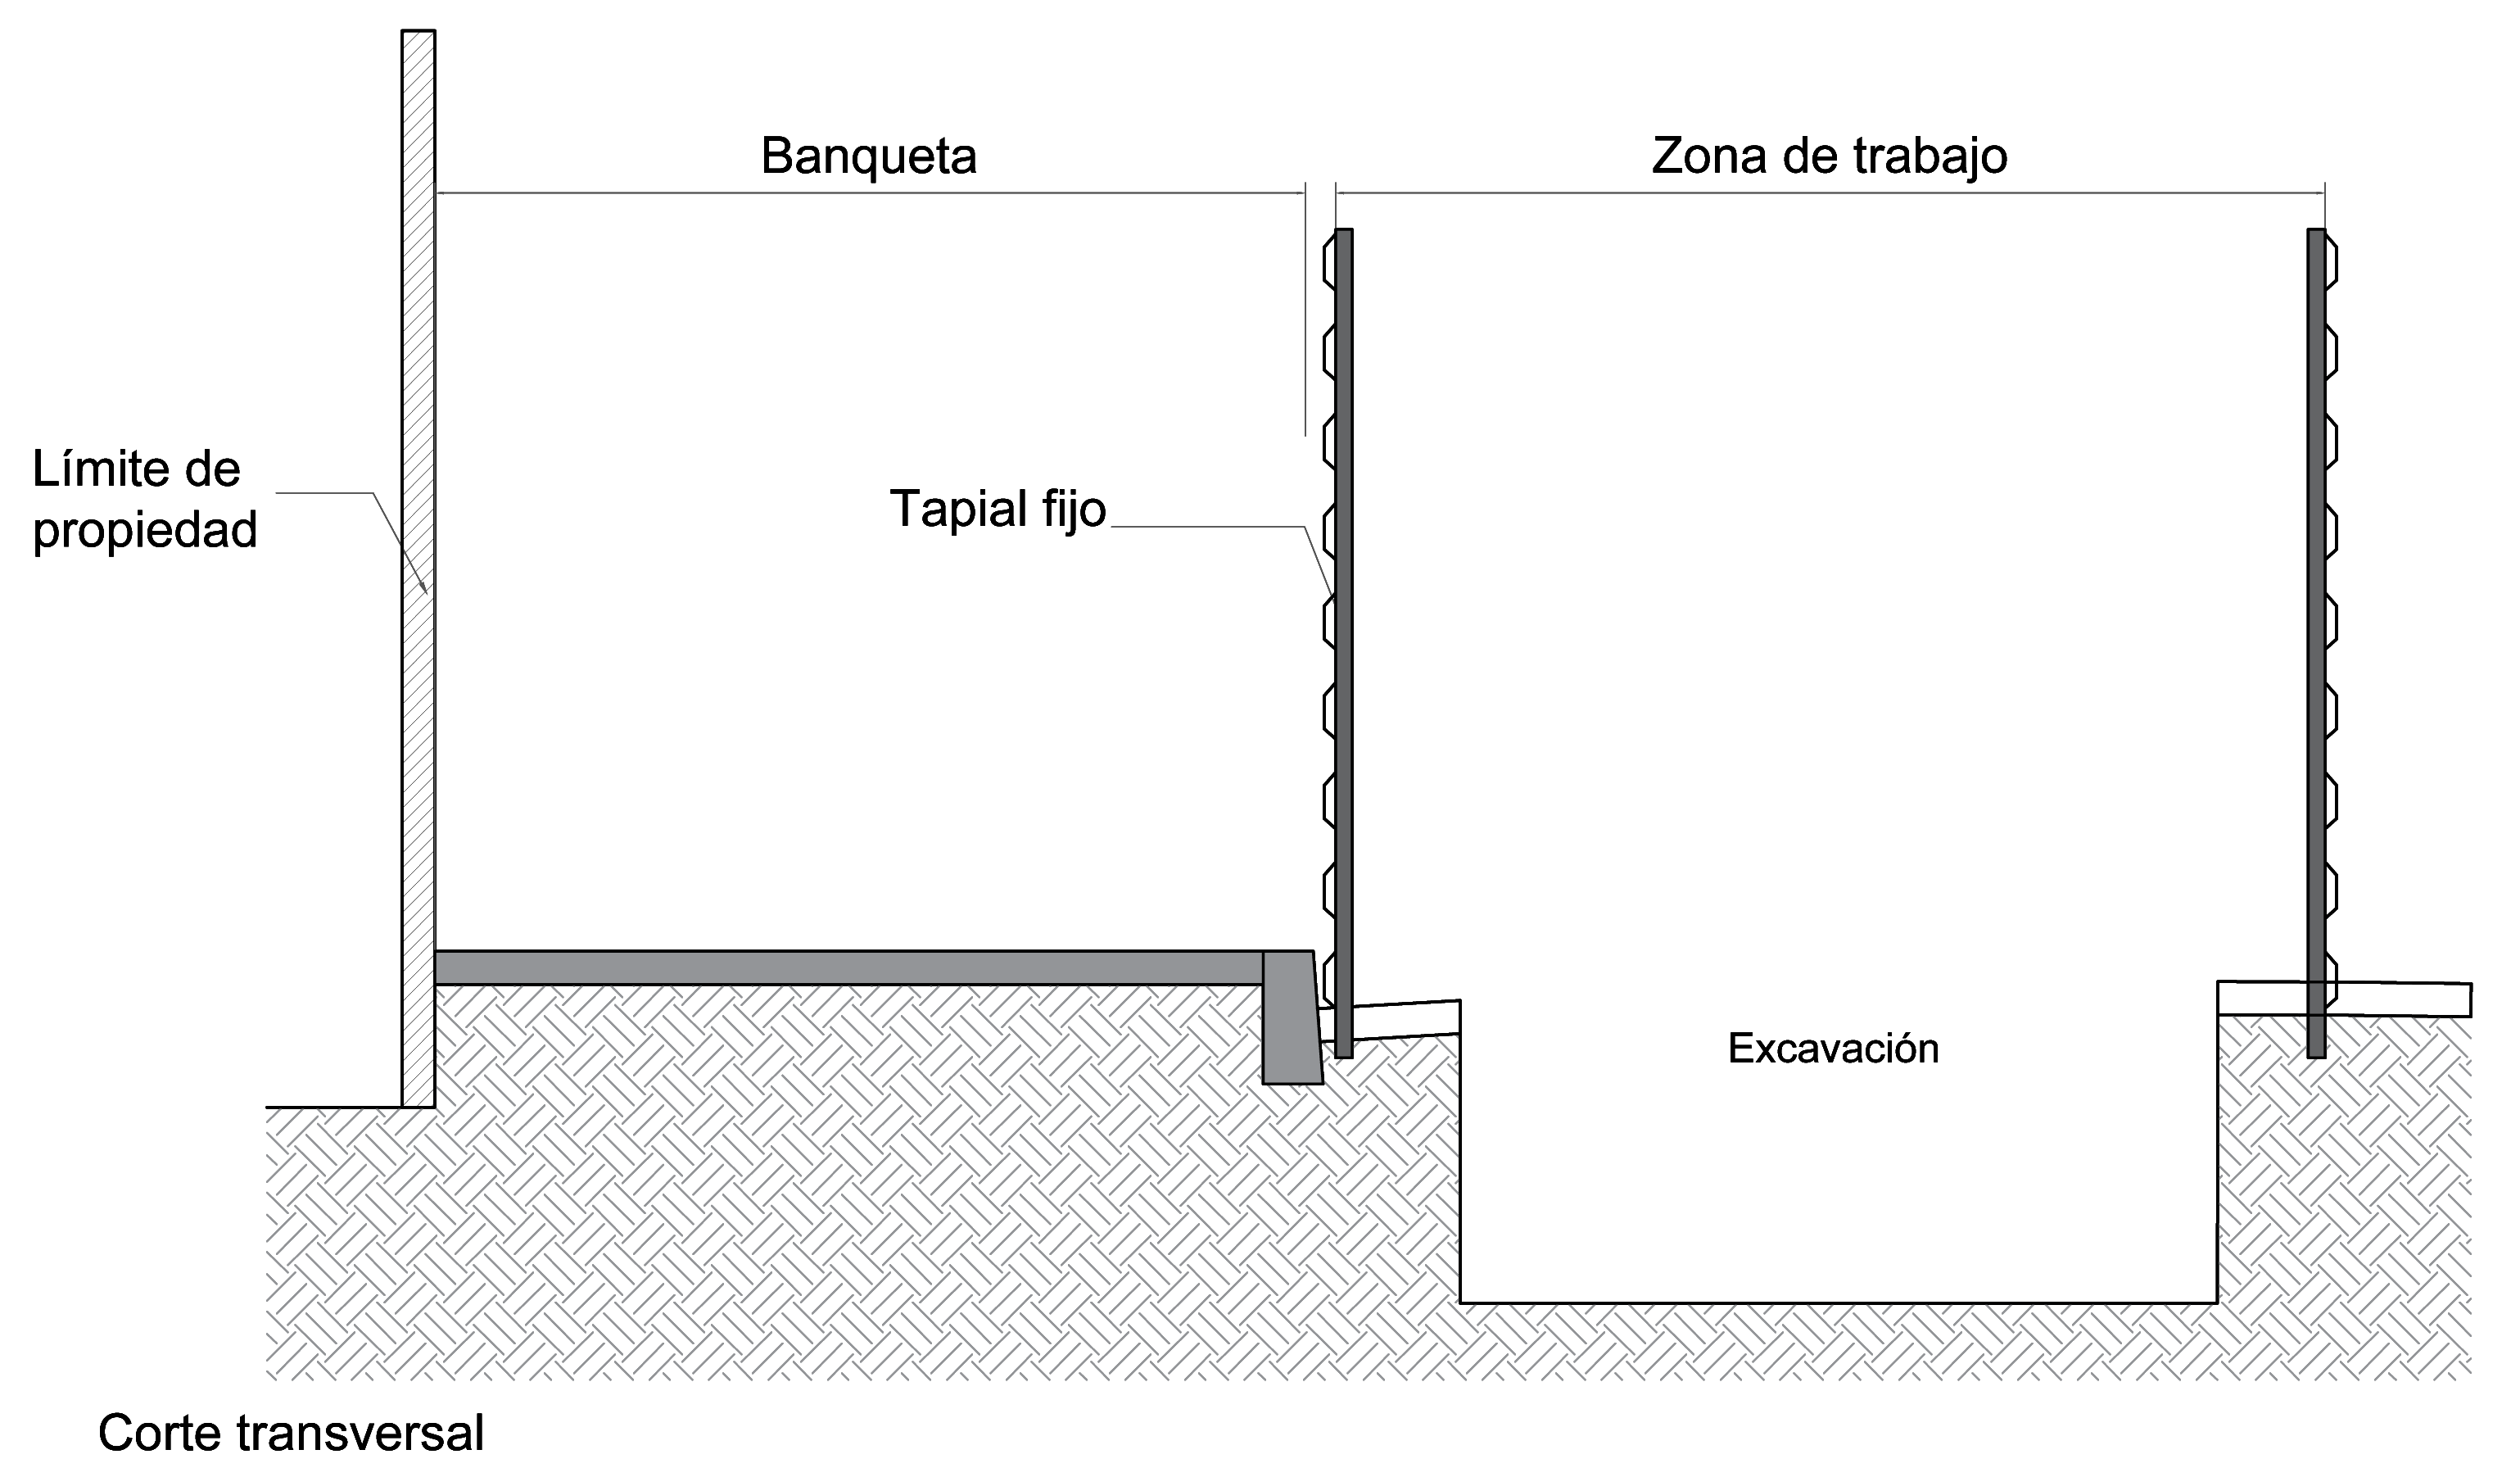 Banqueta
Zona de trabajo
Límite de
propiedad
Tapial fijo
Excavación
Corte transversal